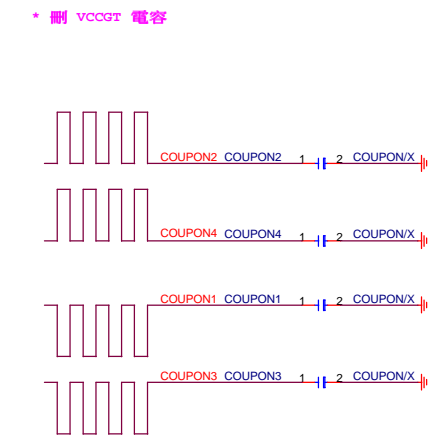 * 刪 VCCGT 電容
COUPON2 COUPON2 1 2 COUPON/X
COUPON4 COUPON4 1 2 COUPON/X
COUPON1 COUPON1 1 2 COUPON/X
COUPON3 COUPON3 1 2 COUPON/X